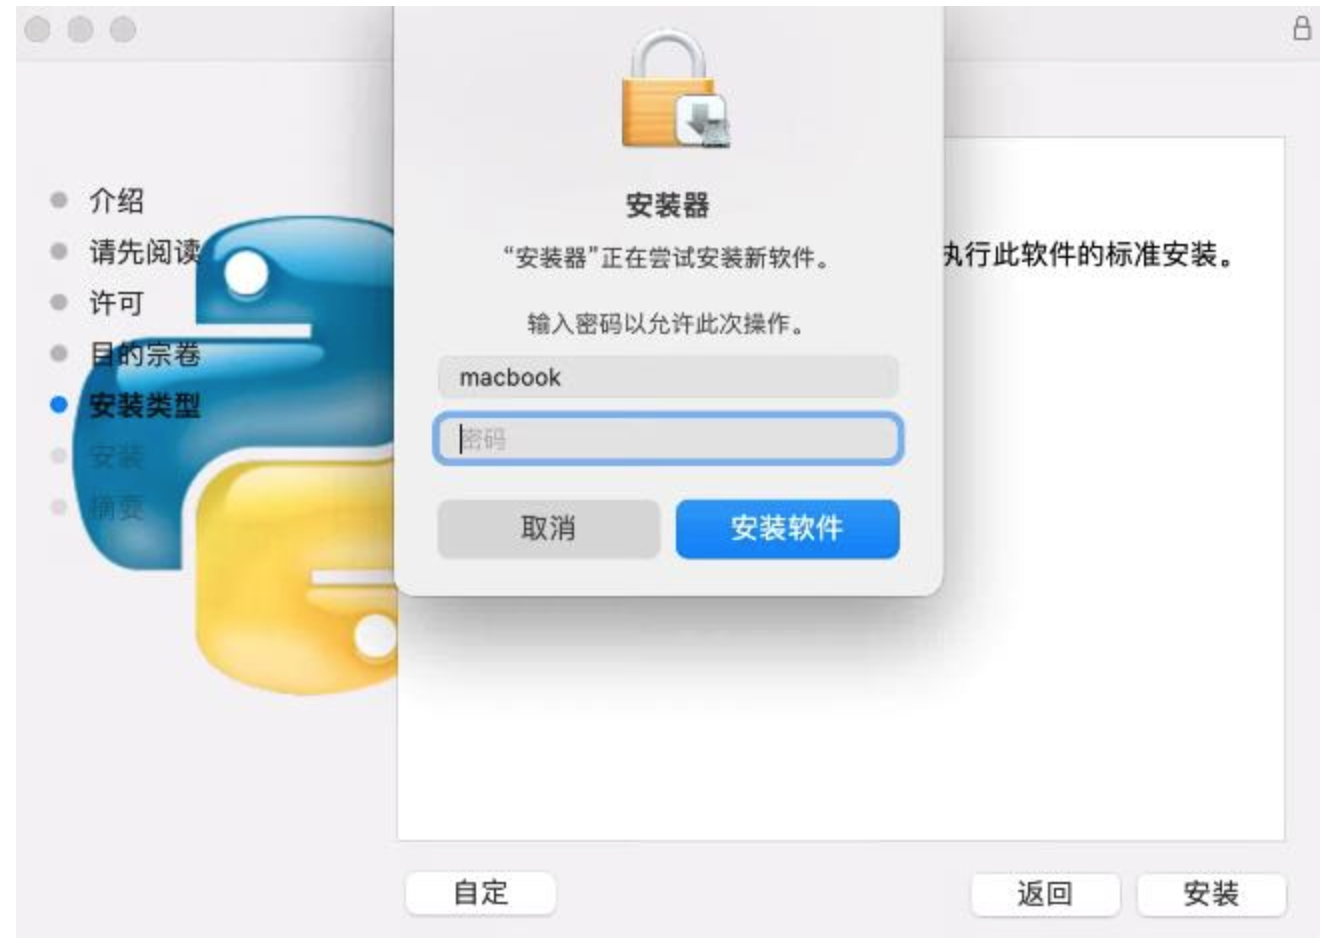 安装器
“安装器”正在尝试安装新软件。
输入密码以允许此次操作。
macbook
密码
取消
安装软件
介绍
请先阅读
许可
目的宗卷
安装类型
安装
摘要
执行此软件的标准安装。
自定
返回
安装